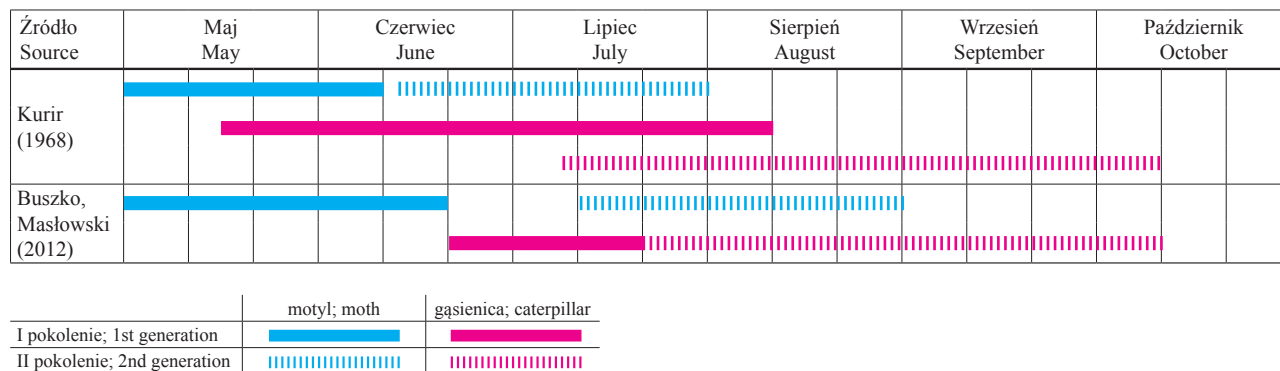 Źródło Maj Czerwiec Lipiec Sierpień Wrzesień Październik
Source May June July August September October
Kurir
(1968)
Buszko,
Masłowski
(2012)
motyl; moth gąsienica; caterpillar
I pokolenie; 1st generation
II pokolenie; 2nd generation